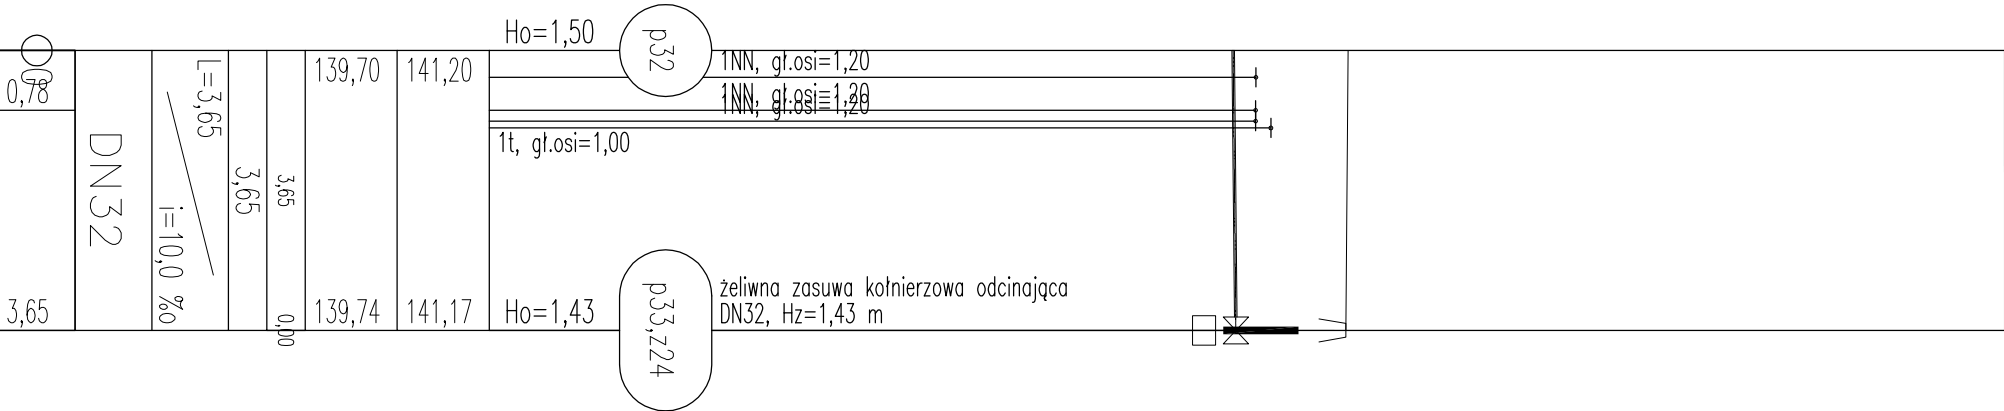 Ho=1,50
p32
1NN, gł.osi=1,20
1NN, gł.osi=1,20
1NN, gł.osi=1,20
1t, gł.osi=1,00
139,70
141,20
0,78
L=3,65
DN32
3,65
3,65
i=10,0 ‰
0,00
3,65
139,74
141,17
Ho=1,43
p33,z24
żeliwna zasuwa kołnierzowa odcinająca
DN32, Hz=1,43 m